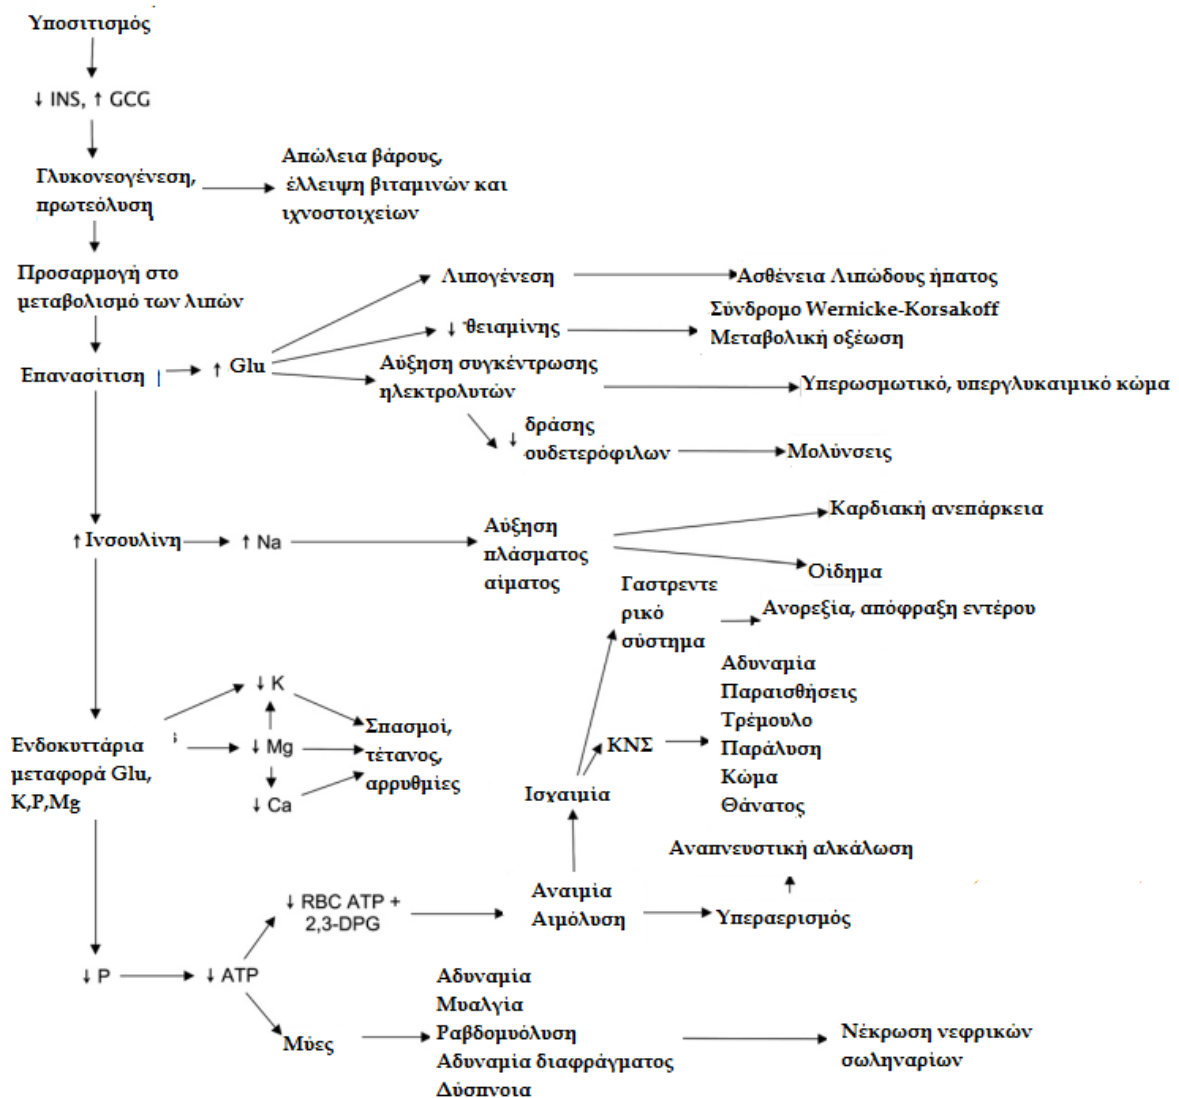 Υποσιτισμός
↓ INS, ↑ GCG
Γλυκονεογένεση,
πρωτεόλυση
Απώλεια βάρους,
έλλειψη βιταμινών και
ιχνοστοιχείων
Προσαρμογή στο
μεταβολισμό των λιπών
Λιπογένεση
Ασθένεια Λιπώδους ήπατος
↓ θειαμίνης
Σύνδρομο Wernicke-Korsakoff
Μεταβολική οξέωση
Επανασίτιση
↑ Glu
Αύξηση συγκέντρωσης
ηλεκτρολυτών
Υπερωσμωτικό, υπεργλυκαιμικό κώμα
↓ δράσης
ουδετερόφιλων
Μολύνσεις
↑ Ινσουλίνη
↑ Na
Αύξηση
πλάσματος
αίματος
Καρδιακή ανεπάρκεια
Οίδημα
Γαστρεντε
ρικό
σύστημα
Ανορεξία, απόφραξη εντέρου
ΚΝΣ
Αδυναμία
Παραισθήσεις
Τρέμουλο
Παράλυση
Κώμα
Θάνατος
Ενδοκυττάρια
μεταφορά Glu,
K,P,Mg
↓ K
↓ Mg
↓ Ca
Σπασμοί,
τέτανος,
αρρυθμίες
Ισχαιμία
Αναπνευστική αλκάλωση
↓ RBC ATP +
2,3-DPG
Αναιμία
Αιμόλυση
Υπεραερισμός
↓ P
↓ ATP
Μύες
Αδυναμία
Μυαλγία
Ραβδομυόλυση
Αδυναμία διαφράγματος
Δύσπνοια
Νέκρωση νεφρικών
σωληναρίων